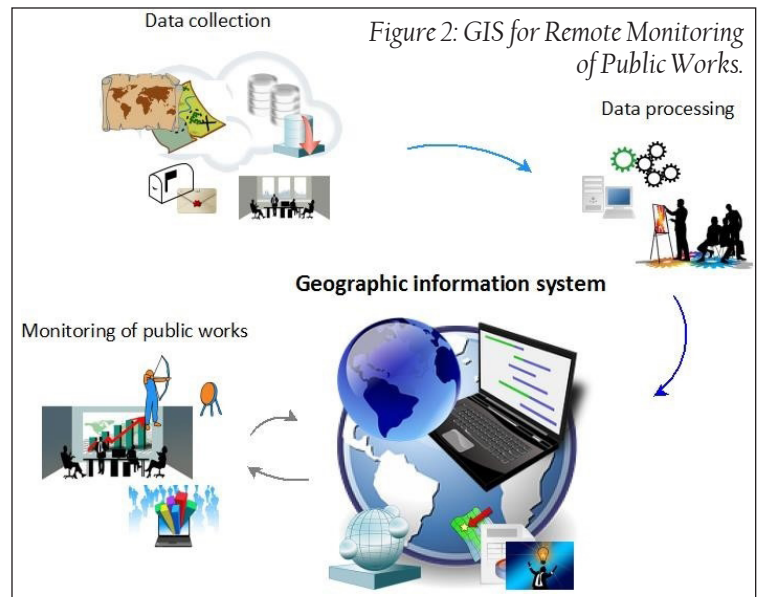 Data collection
Figure 2: GIS for Remote Monitoring
of Public Works.
Data processing
Geographic information system
Monitoring of public works